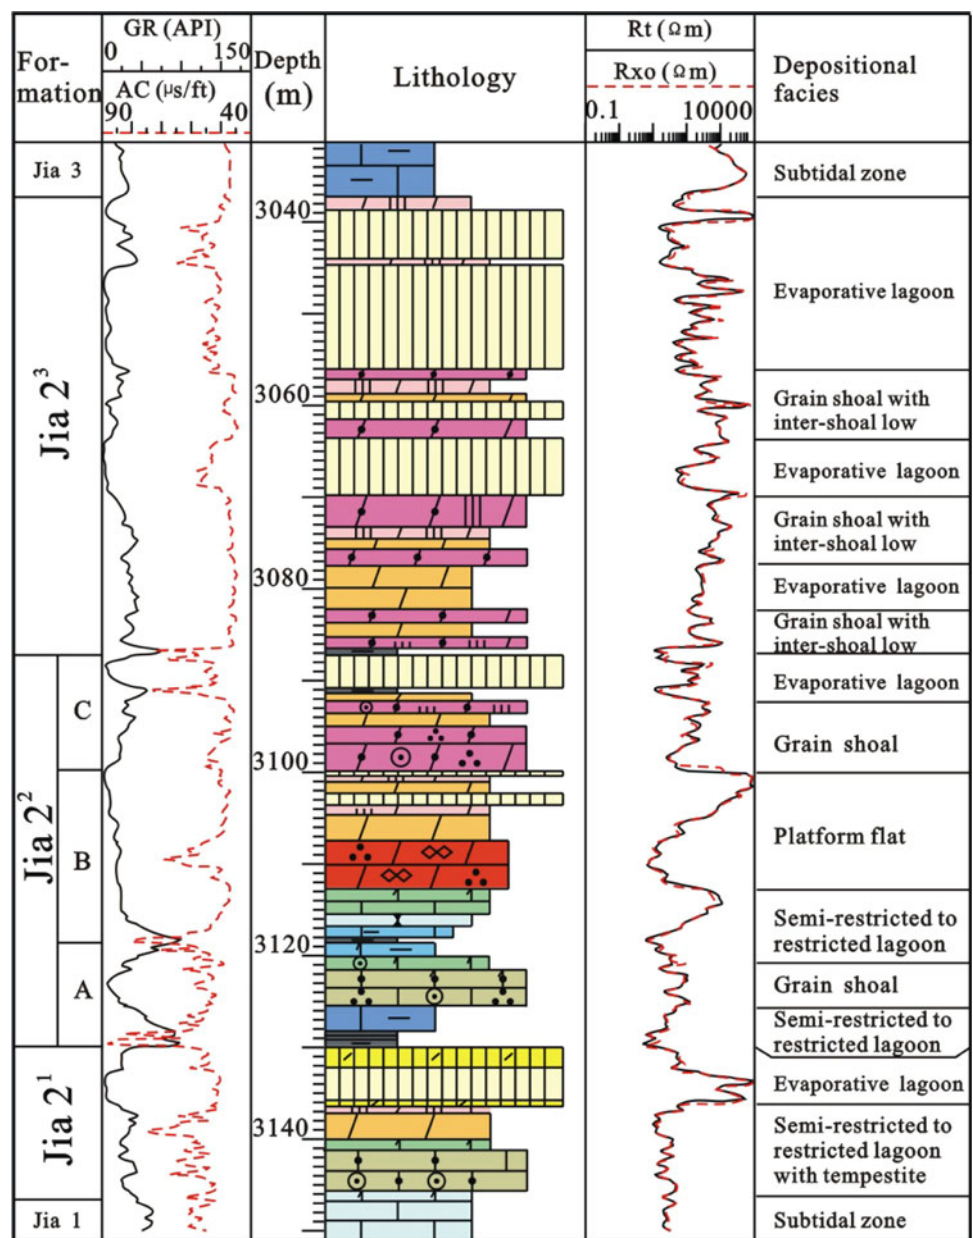 For-
mation
GR (API)
0 150
AC (μs/ft)
90 40
Depth
(m)
Lithology
Rt (Ωm)
Rxo (Ωm)
0.1 10000
Depositional
facies
Jia 3
Jia 2³
Jia 2²
C
B
A
Jia 2¹
Jia 1
3040
3060
3080
3100
3120
3140
Subtidal zone
Evaporative lagoon
Grain shoal with
inter-shoal low
Evaporative lagoon
Grain shoal with
inter-shoal low
Evaporative lagoon
Grain shoal with
inter-shoal low
Evaporative lagoon
Grain shoal
Platform flat
Semi-restricted to
restricted lagoon
Grain shoal
Semi-restricted to
restricted lagoon
Evaporative lagoon
Semi-restricted to
restricted lagoon
with tempestite
Subtidal zone